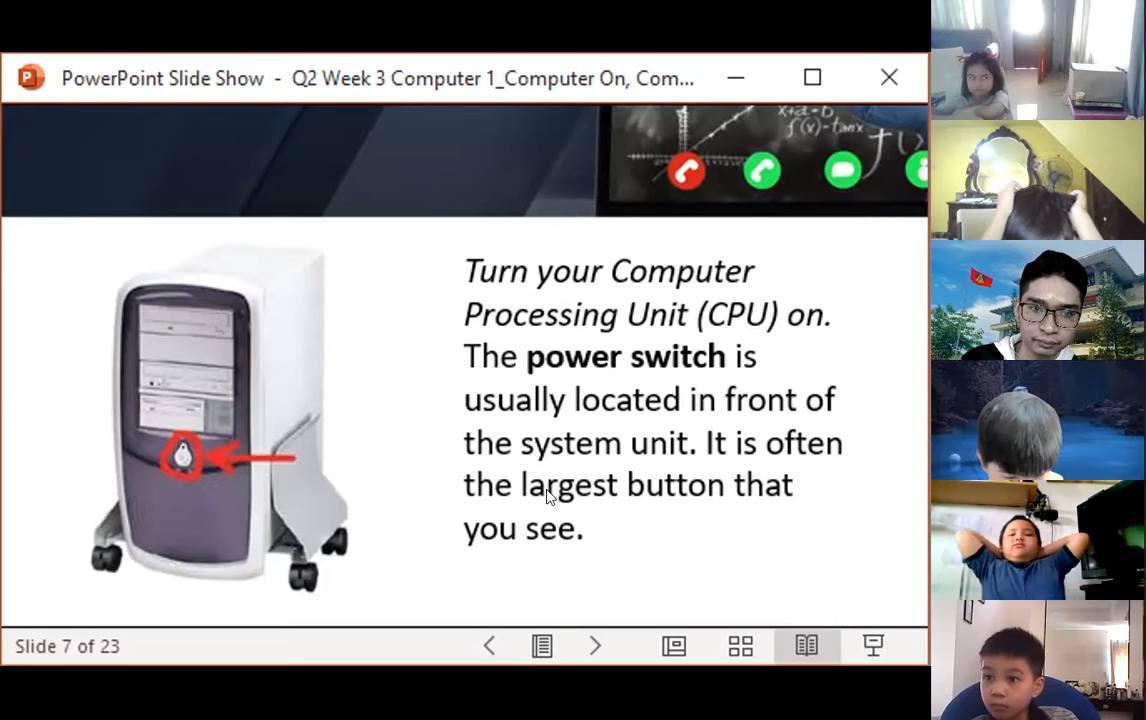 PowerPoint Slide Show - Q2 Week 3 Computer 1_Computer On, Com...
x+a=b
f(x)=tanx
Turn your Computer
Processing Unit (CPU) on.
The power switch is
usually located in front of
the system unit. It is often
the largest button that
you see.
Slide 7 of 23